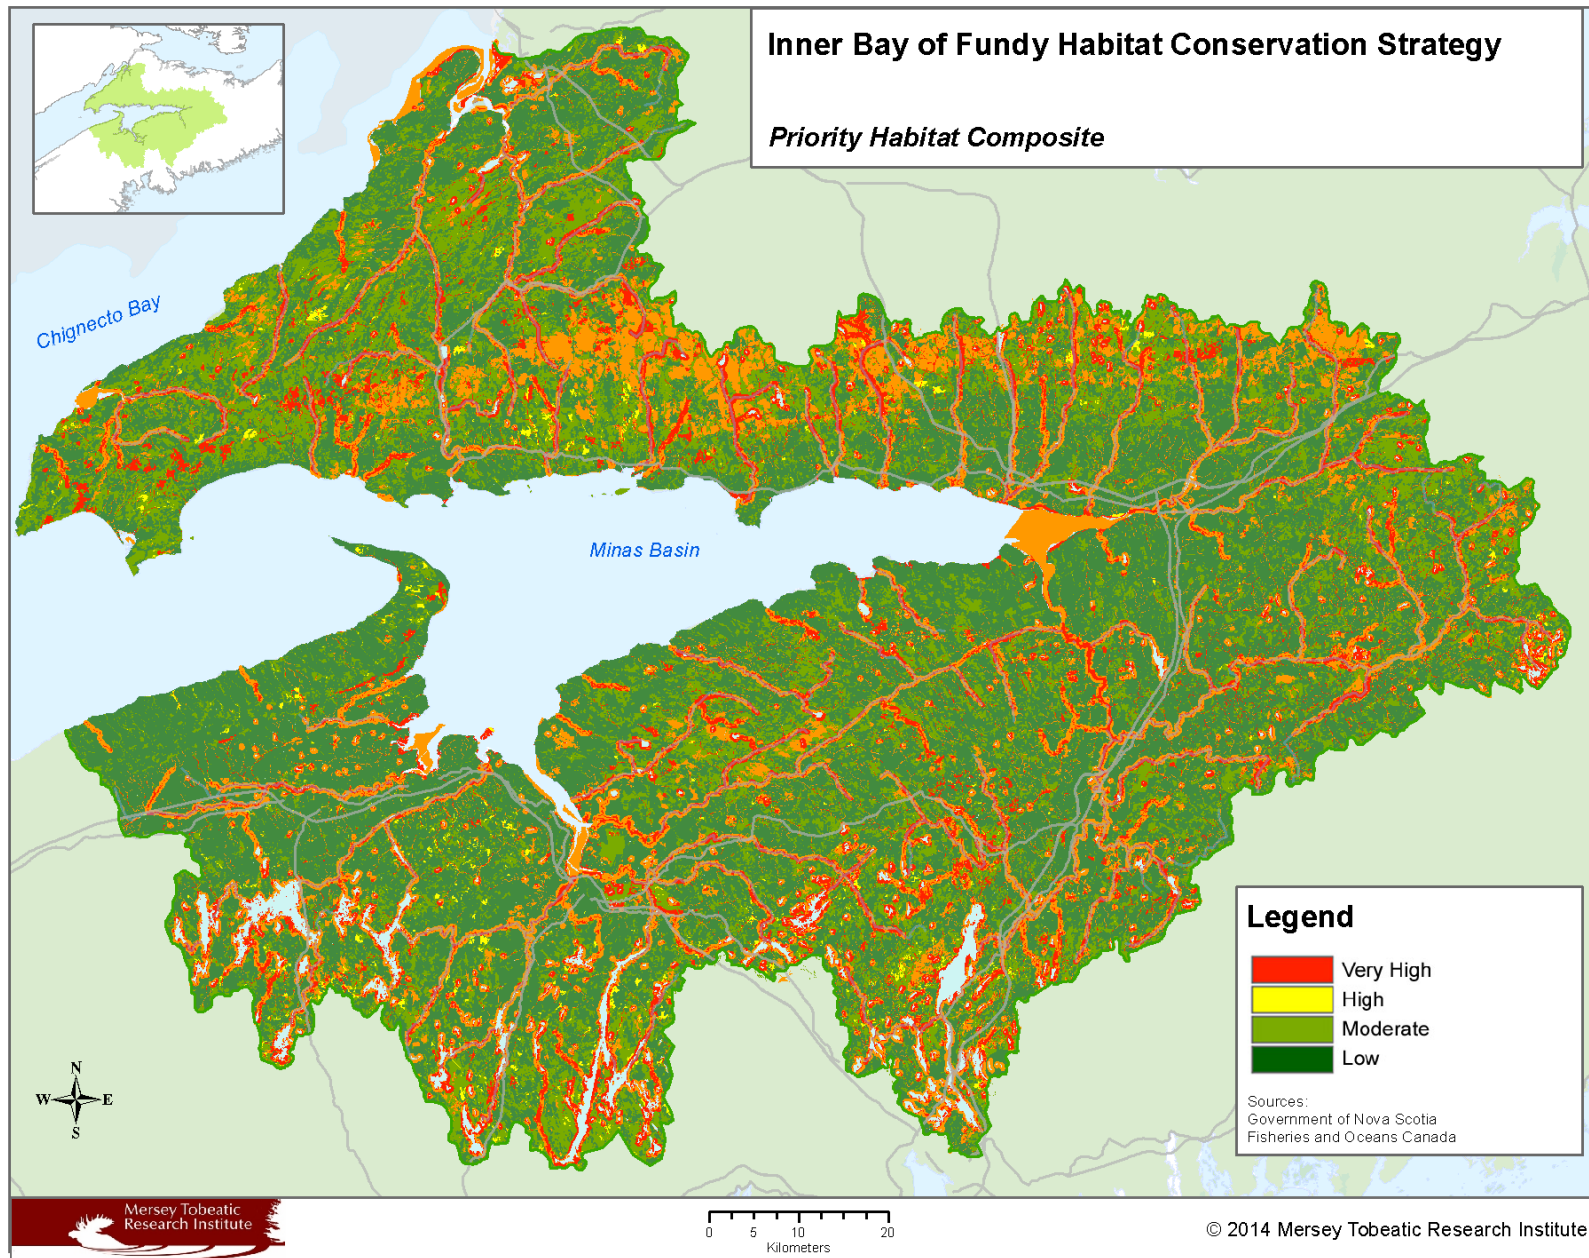 Inner Bay of Fundy Habitat Conservation Strategy
Priority Habitat Composite
Chignecto Bay
Minas Basin
Legend
Very High
High
Moderate
Low
Sources:
Government of Nova Scotia
Fisheries and Oceans Canada
N
W E
S
Mersey Tobeatic
Research Institute
0 5 10 20
Kilometers
© 2014 Mersey Tobeatic Research Institute